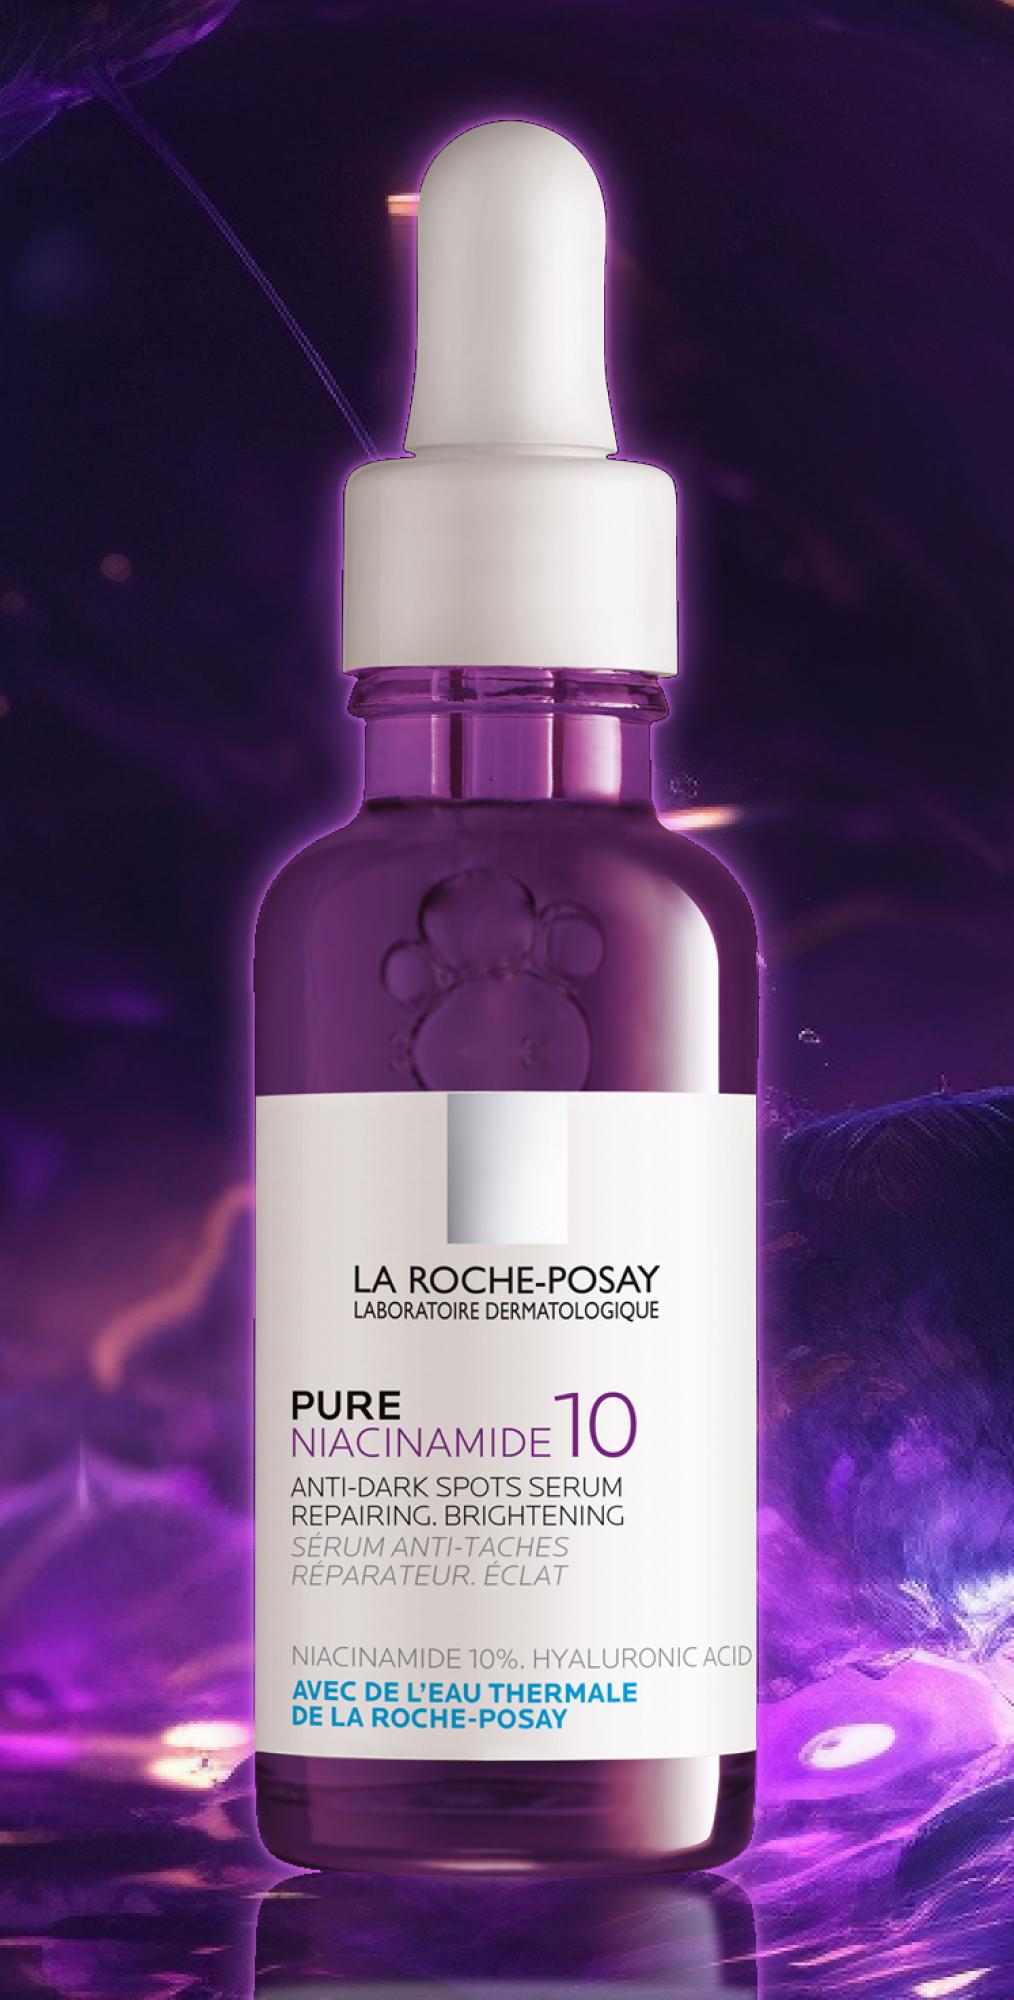 LA ROCHE-POSAY
LABORATOIRE DERMATOLOGIQUE
PURE
NIACINAMIDE 10
ANTI-DARK SPOTS SERUM
REPAIRING. BRIGHTENING
SÉRUM ANTI-TACHES
RÉPARATEUR. ÉCLAT
NIACINAMIDE 10%. HYALURONIC ACID
AVEC DE L'EAU THERMALE
DE LA ROCHE-POSAY